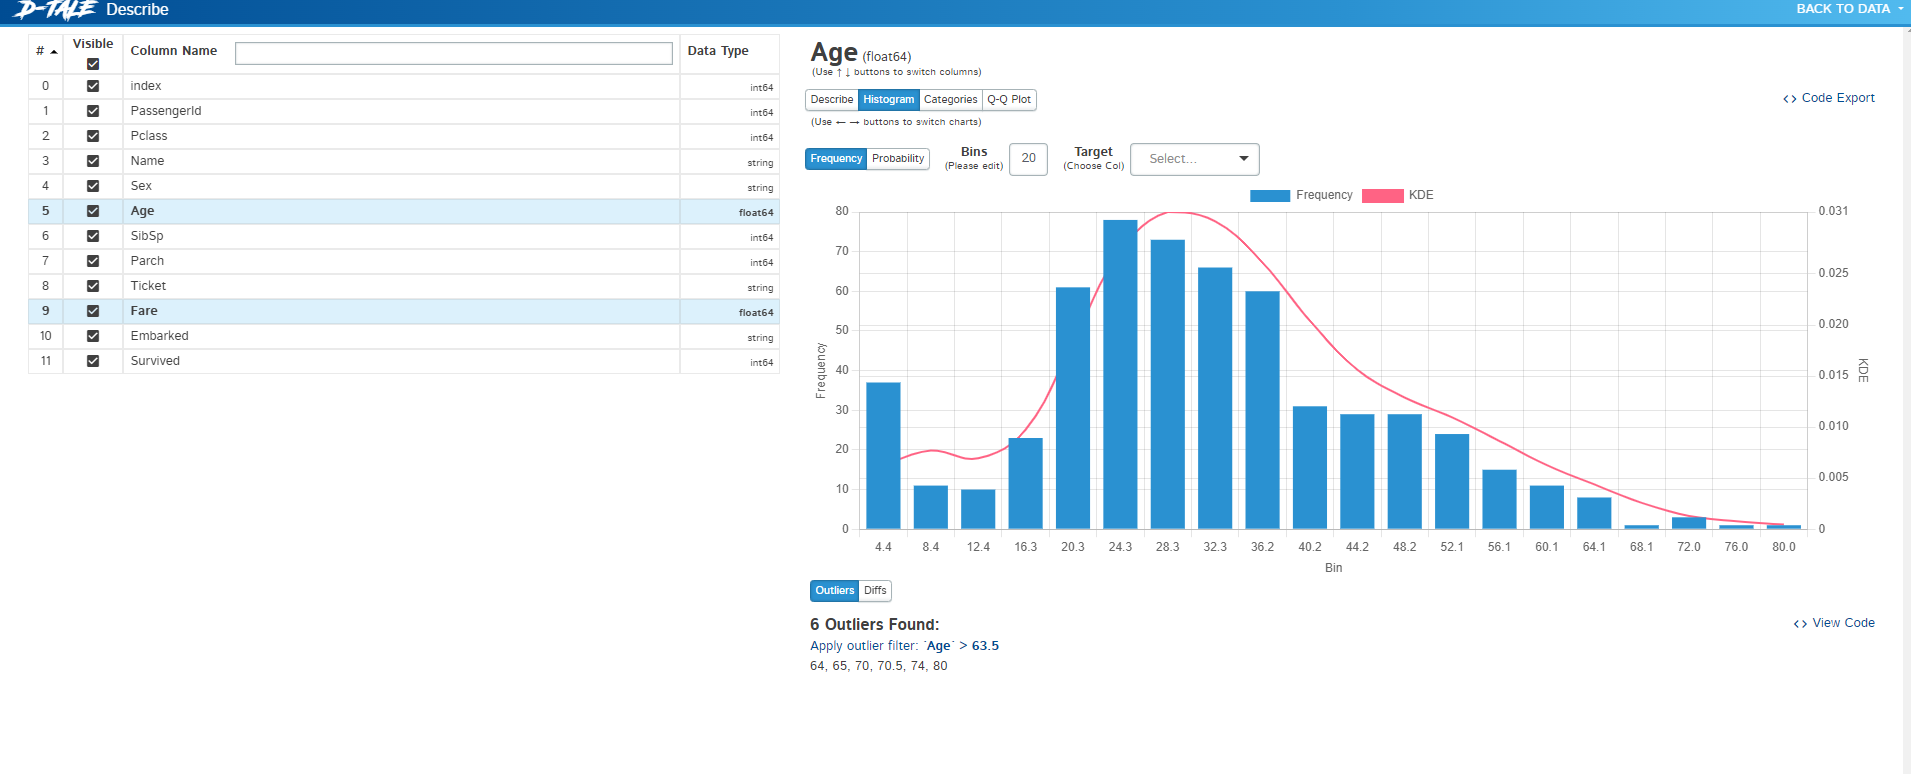 D-TALE Describe BACK TO DATA
# Visible Column Name Data Type
0 index int64
1 PassengerId int64
2 Pclass int64
3 Name string
4 Sex string
5 Age float64
6 SibSp int64
7 Parch int64
8 Ticket string
9 Fare float64
10 Embarked string
11 Survived int64
Age (float64)
(Use ↑ ↓ buttons to switch columns)
Describe Histogram Categories Q-Q Plot
<> Code Export
(Use ← → buttons to switch charts)
Frequency Probability Bins (Please edit) 20 Target (Choose Col) Select...
Frequency KDE
80 0.031
70
0.025
60
50 0.020
40 0.015
30
0.010
20
10 0.005
0 0
Frequency
KDE
4.4 8.4 12.4 16.3 20.3 24.3 28.3 32.3 36.2 40.2 44.2 48.2 52.1 56.1 60.1 64.1 68.1 72.0 76.0 80.0
Bin
Outliers Diffs
6 Outliers Found:
<> View Code
Apply outlier filter: `Age` > 63.5
64, 65, 70, 70.5, 74, 80